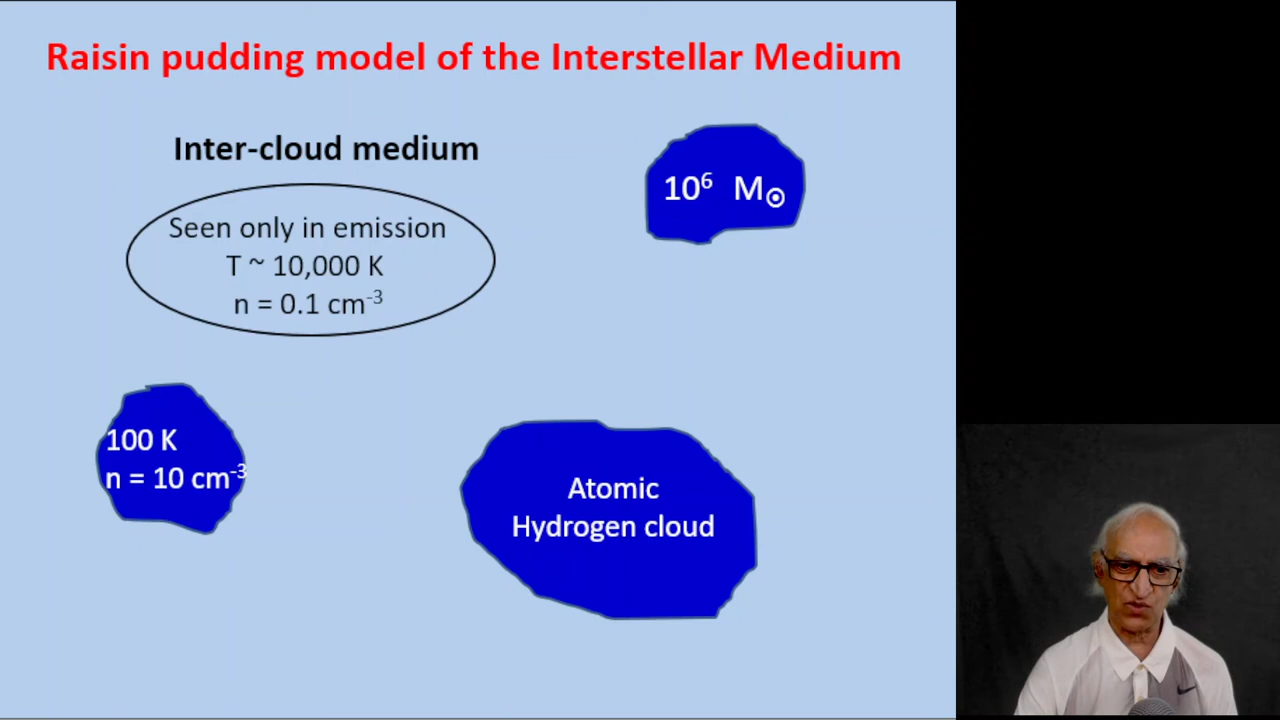 Raisin pudding model of the Interstellar Medium
Inter-cloud medium
Seen only in emission
T ~ 10,000 K
n = 0.1 cm⁻³
10⁶ M☉
100 K
n = 10 cm⁻³
Atomic
Hydrogen cloud